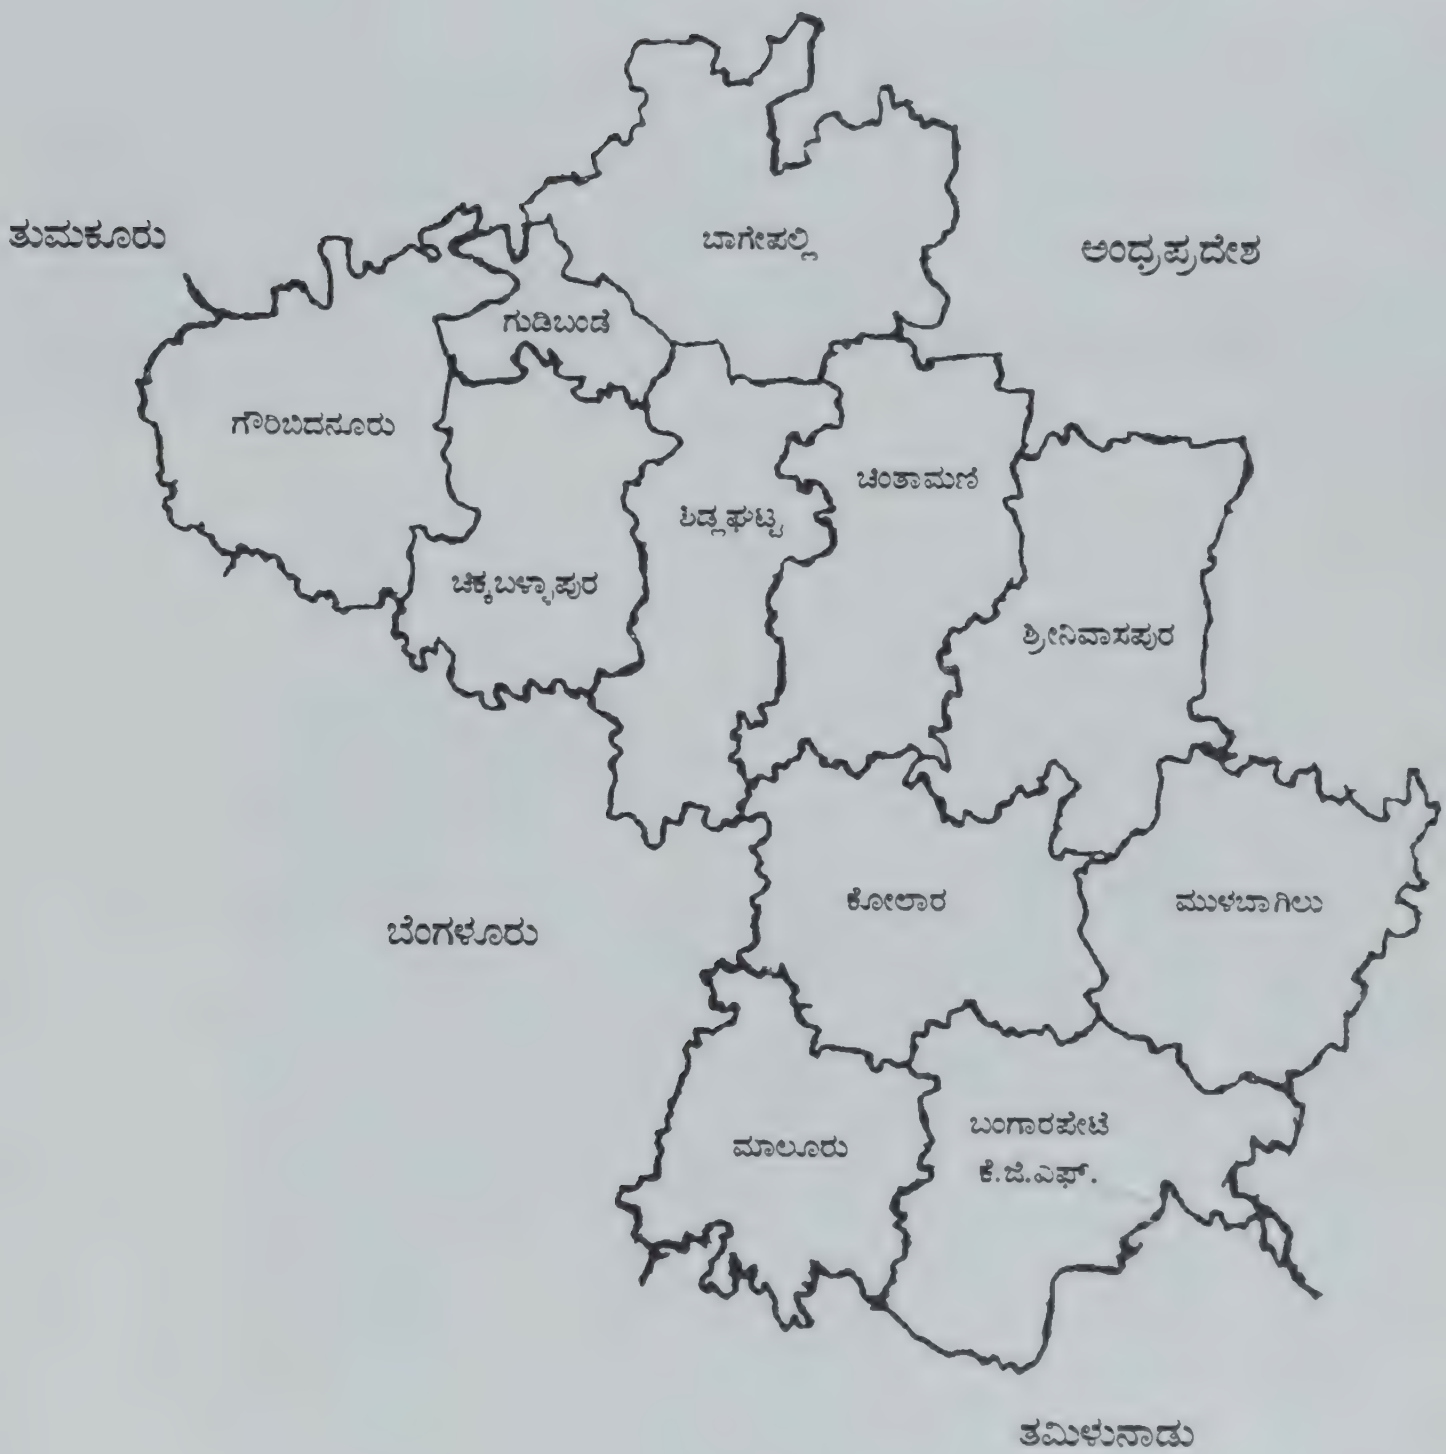 ತುಮಕೂರು
ಬಾಗೇಪಲ್ಲಿ
ಅಂಧ್ರಪ್ರದೇಶ
ಗುಡಿಬಂಡೆ
ಗೌರಿಬಿದನೂರು
ಚಿಂತಾಮಣಿ
ಶಿಡ್ಲಘಟ್ಟ
ಚಿಕ್ಕಬಳ್ಳಾಪುರ
ಶ್ರೀನಿವಾಸಪುರ
ಕೋಲಾರ
ಮುಳಬಾಗಿಲು
ಬೆಂಗಳೂರು
ಮಾಲೂರು
ಬಂಗಾರಪೇಟೆ
ಕೆ.ಜಿ.ಎಫ್.
ತಮಿಳುನಾಡು